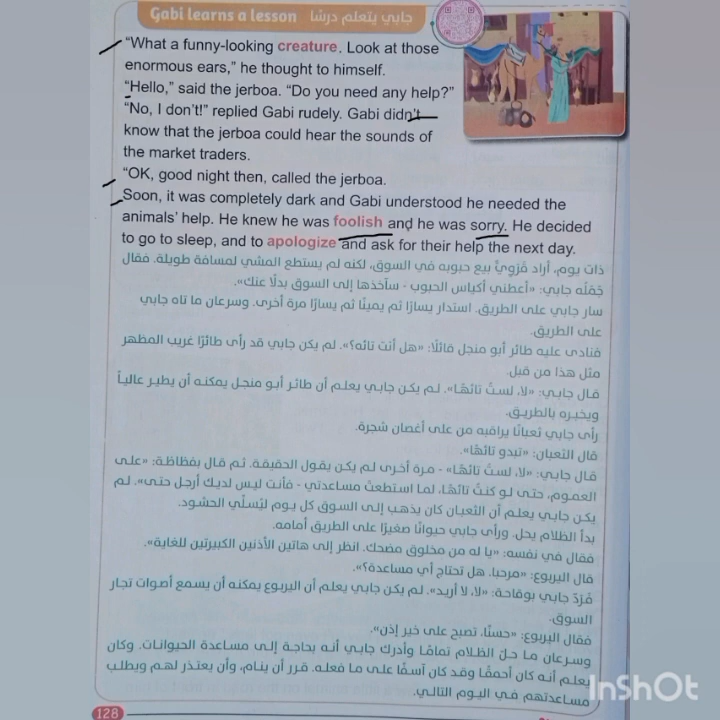 Gabi learns a lesson جابي يتعلم درسًا
“What a funny-looking creature. Look at those
enormous ears,” he thought to himself.
“Hello,” said the jerboa. “Do you need any help?”
“No, I don’t!” replied Gabi rudely. Gabi didn’t
know that the jerboa could hear the sounds of
the market traders.
“OK, good night then, called the jerboa.
Soon, it was completely dark and Gabi understood he needed the
animals’ help. He knew he was foolish and he was sorry. He decided
to go to sleep, and to apologize and ask for their help the next day.
ذات يوم، أراد قروي بيع حبوبه في السوق، لكنه لم يستطع المشي لمسافة طويلة. فقال
جَمَلُه جابي: «أعطني أكياس الحبوب - سآخذها إلى السوق بدلًا عنك».
سار جابي على الطريق. استدار يسارًا ثم يمينًا ثم يسارًا مرة أخرى. وسرعان ما تاه جابي
على الطريق.
فنادى عليه طائر أبو منجل قائلًا: «هل أنت تائه؟». لم يكن جابي قد رأى طائرًا غريب المظهر
مثل هذا من قبل.
قال جابي: «لا، لستُ تائهًا». لم يكن جابي يعلم أن طائر أبو منجل يمكنه أن يطير عالياً
ويخبره بالطريق.
رأى جابي ثعبانًا يراقبه من على أغصان شجرة.
قال الثعبان: «تبدو تائهًا».
قال جابي: «لا، لستُ تائهًا» - مرة أخرى لم يكن يقول الحقيقة. ثم قال بفظاظة: «على
العموم، حتى لو كنتُ تائهًا، لما استطعتَ مساعدتي - فأنت ليس لديك أرجل حتى». لم
يكن جابي يعلم أن الثعبان كان يذهب إلى السوق كل يوم ليُسلّي الحشود.
بدأ الظلام يحل، ورأى جابي حيوانًا صغيرًا على الطريق أمامه.
فقال في نفسه: «يا له من مخلوق مضحك. انظر إلى هاتين الأذنين الكبيرتين للغاية».
قال اليربوع: «مرحبا. هل تحتاج أي مساعدة؟».
فردّ جابي بوقاحة: «لا، لا أريد». لم يكن جابي يعلم أن اليربوع يمكنه أن يسمع أصوات تجار
السوق.
فقال اليربوع: «حسنًا، تصبح على خير إذن».
وسرعان ما حلّ الظلام تمامًا وأدرك جابي أنه بحاجة إلى مساعدة الحيوانات. وكان
يعلم أنه كان أحمقًا وقد كان آسفًا على ما فعله. قرر أن ينام، وأن يعتذر لهم ويطلب
مساعدتهم في اليوم التالي.
128
InShOt